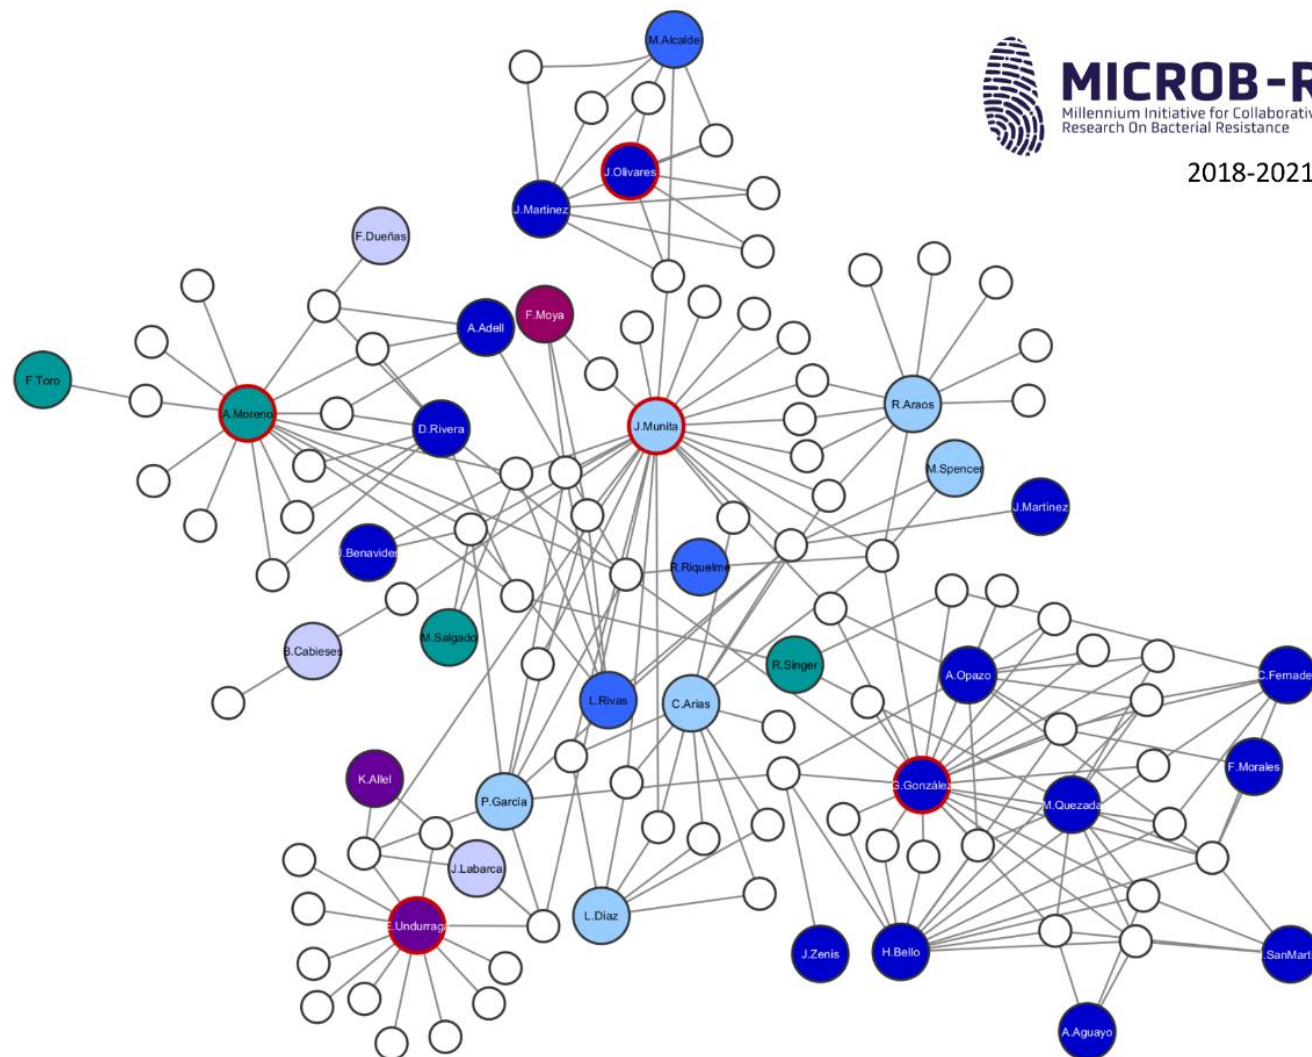 M.Alcalde
MICROB-R
Millennium Initiative for Collaborativ
Research On Bacterial Resistance
2018-2021
J.Olivares
J.Martinez
F.Dueñas
F.Moya
A.Adell
F.Toro
A.Moreno
R.Araos
D.Rivera
J.Munita
M.Spencer
J.Martinez
J.Benavides
R.Riquelme
M.Salgado
B.Cabieses
R.Singer
A.Opazo
C.Fernade
L.Rivas
C.Arias
F.Morales
K.Allel
G.González
P.Garcia
M.Quezada
J.Labarca
L.Diaz
E.Undurraga
J.Zenis
H.Bello
.SanMarti
A.Aguayo